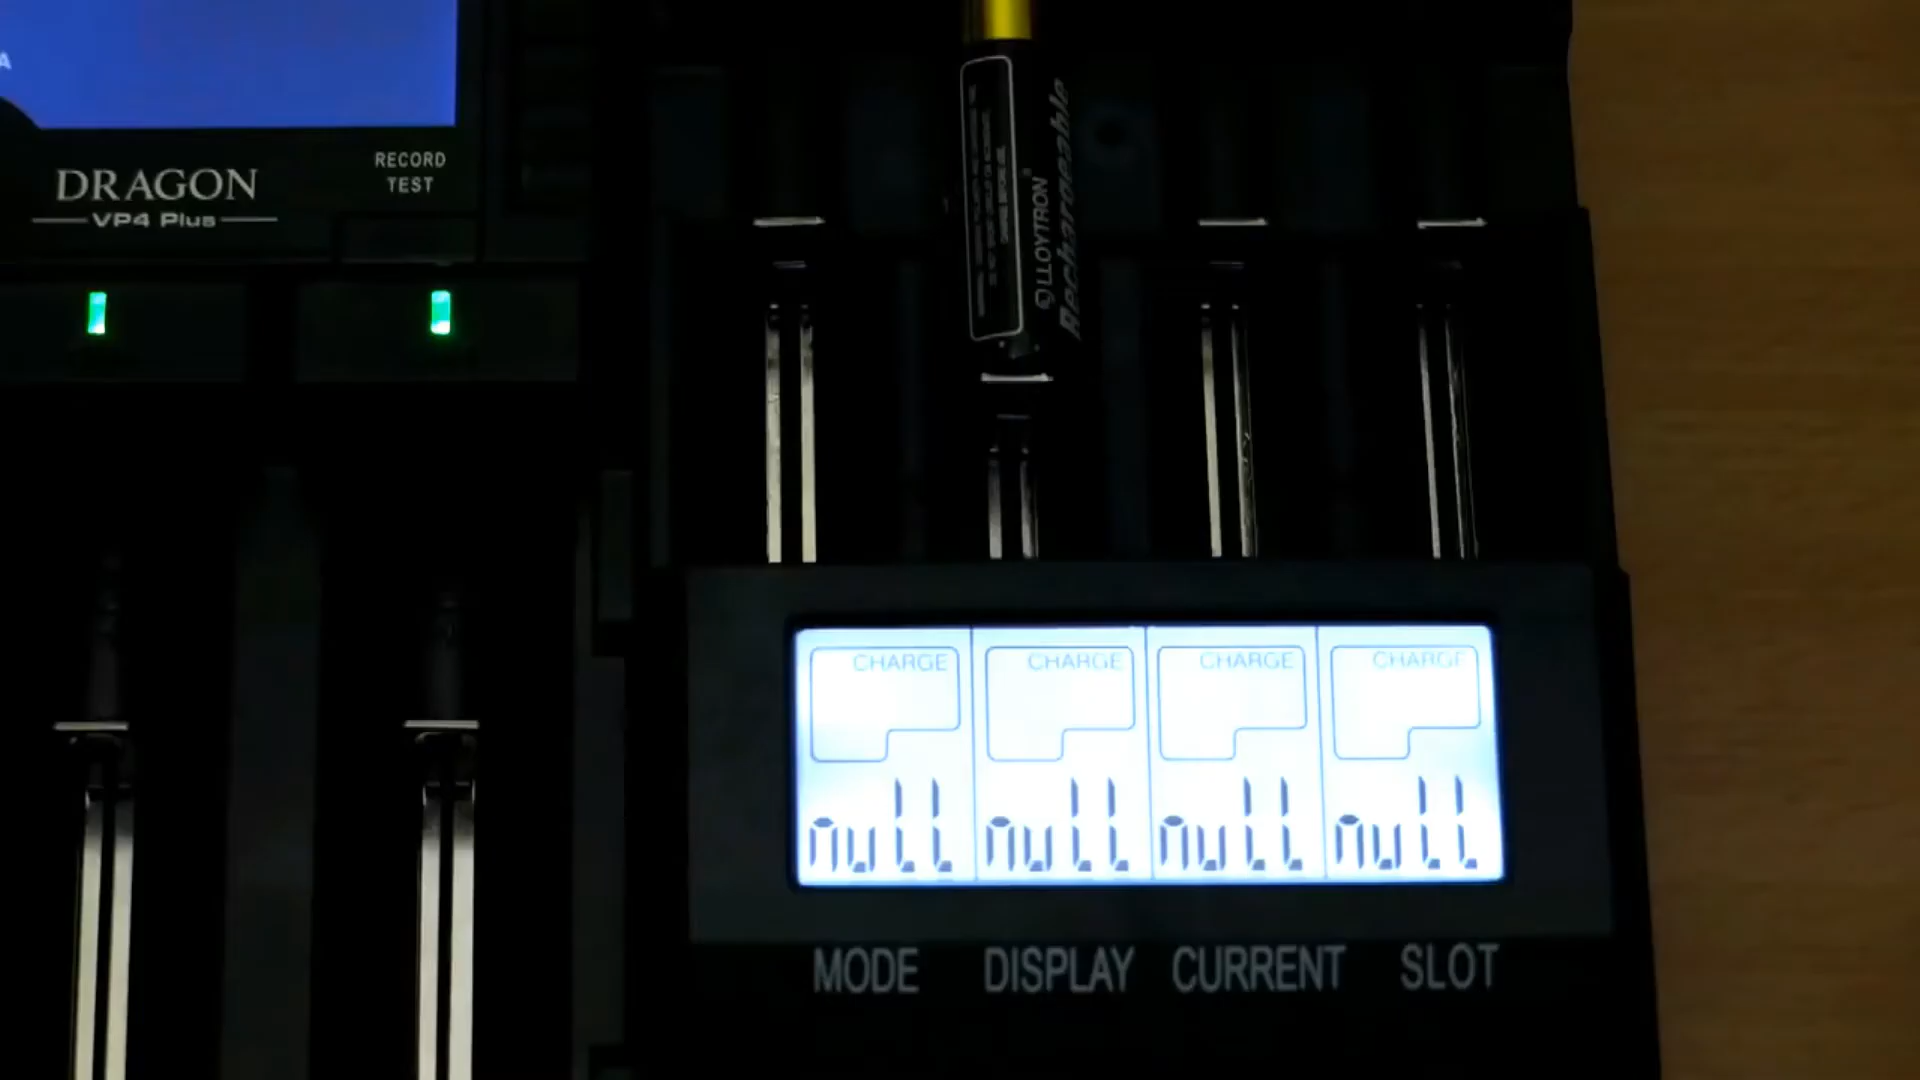 A
DRAGON
VP4 Plus
RECORD
TEST
LLOYTRON
Rechargeable
CHARGE CHARGE CHARGE CHARGE
null null null null
MODE DISPLAY CURRENT SLOT